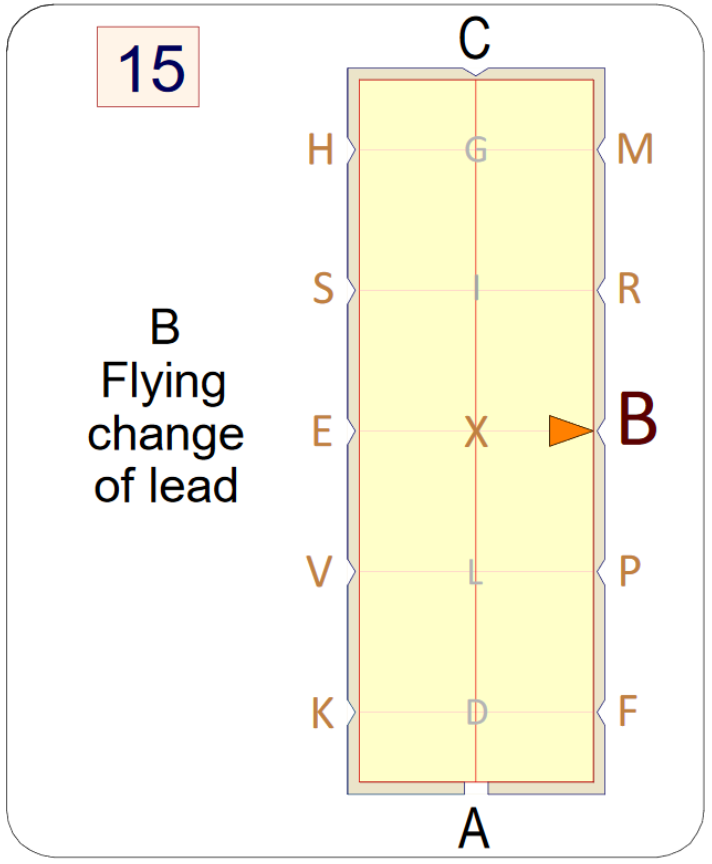 15
C
H G M
S I R
B
Flying
change
of lead
E X B
V L P
K D F
A